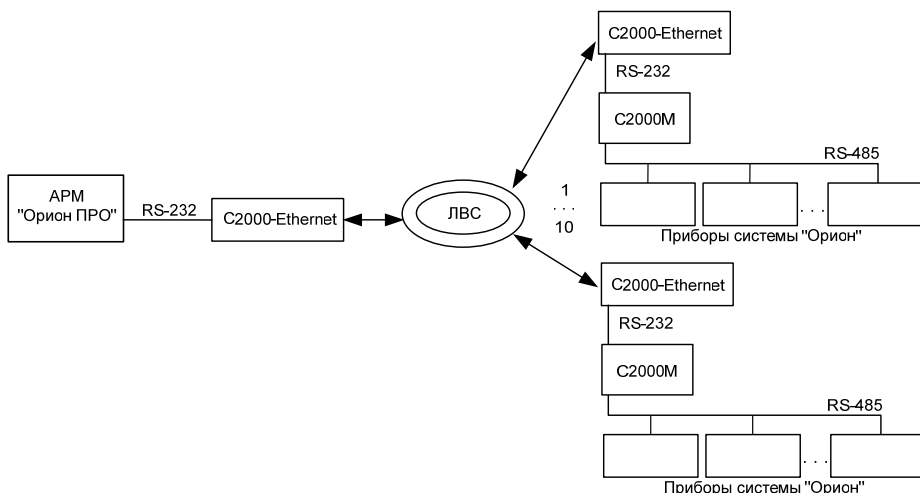 АРМ
"Орион ПРО"
RS-232
С2000-Ethernet
ЛВС
1
. . .
10
С2000-Ethernet
RS-232
С2000М
RS-485
. . .
Приборы системы "Орион"
С2000-Ethernet
RS-232
С2000М
RS-485
. . .
Приборы системы "Орион"